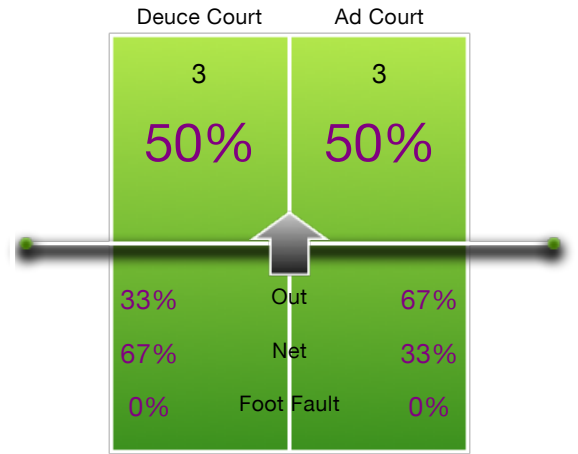 Deuce Court Ad Court
3 3
50% 50%
33% Out 67%
67% Net 33%
0% Foot Fault 0%